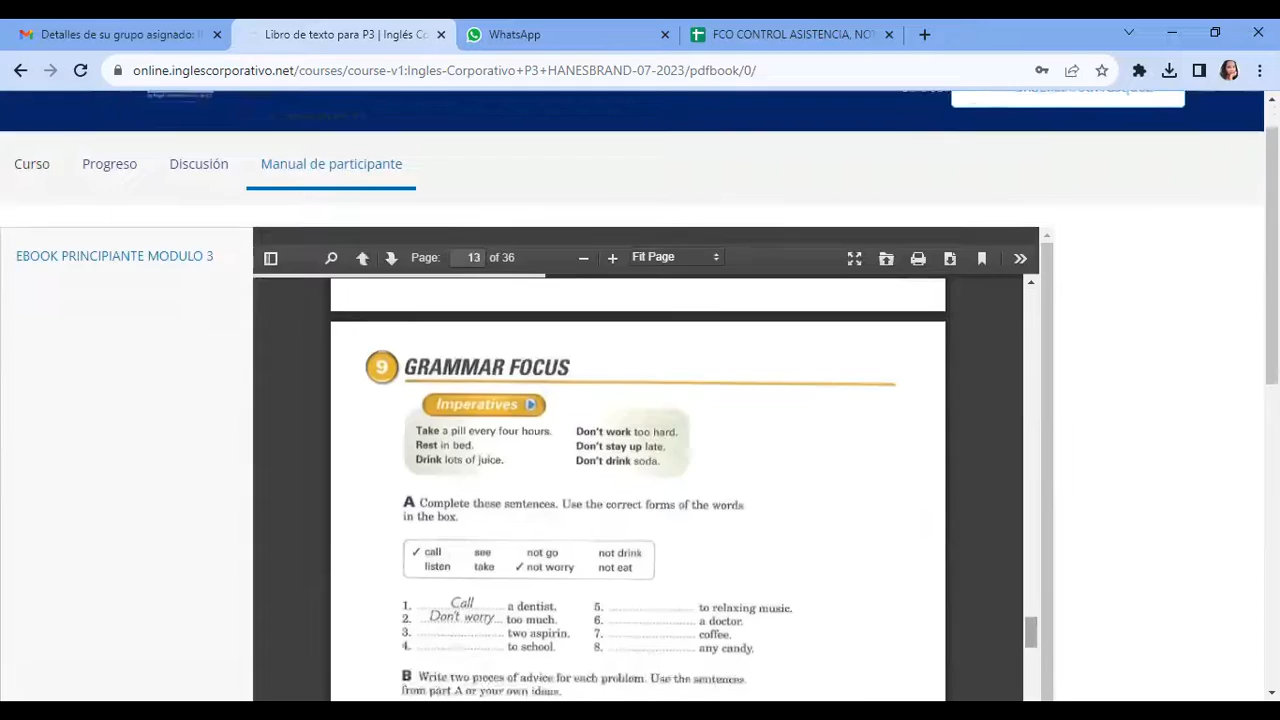 Detalles de su grupo asignado: I
Libro de texto para P3 | Inglés Co
WhatsApp
FCO CONTROL ASISTENCIA, NOT
online.inglescorporativo.net/courses/course-v1:Ingles-Corporativo+P3+HANESBRAND-07-2023/pdfbook/0/
Curso
Progreso
Discusión
Manual de participante
EBOOK PRINCIPIANTE MODULO 3
Page: 13 of 36
Fit Page
9 GRAMMAR FOCUS
Imperatives
Take a pill every four hours. Don't work too hard.
Rest in bed. Don't stay up late.
Drink lots of juice. Don't drink soda.
A Complete these sentences. Use the correct forms of the words
in the box.
✓ call see not go not drink
listen take ✓ not worry not eat
1. Call a dentist. 5. ............ to relaxing music.
2. Don't worry too much. 6. ............ a doctor.
3. ............ two aspirin. 7. ............ coffee.
4. ............ to school. 8. ............ any candy.
B Write two pieces of advice for each problem. Use the sentences
from part A or your own ideas.